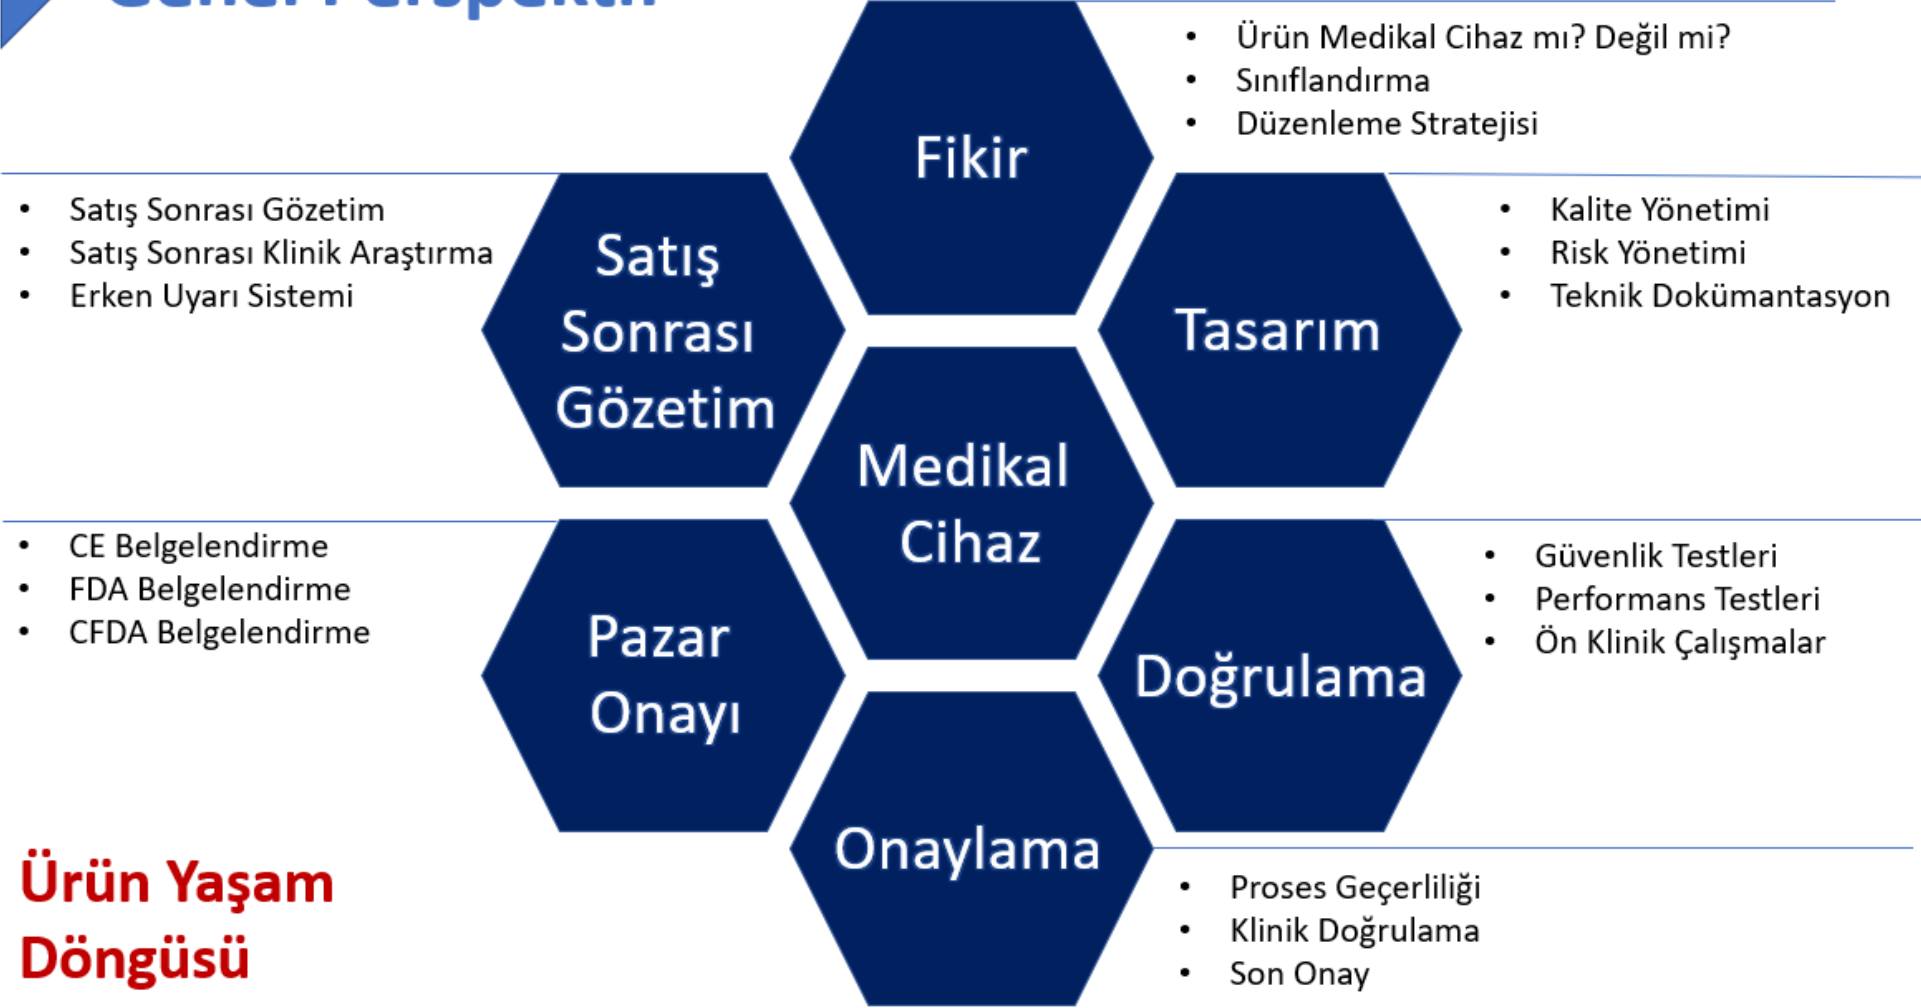 Genel Perspektif
• Ürün Medikal Cihaz mı? Değil mi?
• Sınıflandırma
• Düzenleme Stratejisi
Fikir
• Kalite Yönetimi
• Risk Yönetimi
• Teknik Dokümantasyon
Tasarım
• Güvenlik Testleri
• Performans Testleri
• Ön Klinik Çalışmalar
Doğrulama
• Proses Geçerliliği
• Klinik Doğrulama
• Son Onay
Onaylama
• CE Belgelendirme
• FDA Belgelendirme
• CFDA Belgelendirme
Pazar
Onayı
• Satış Sonrası Gözetim
• Satış Sonrası Klinik Araştırma
• Erken Uyarı Sistemi
Satış
Sonrası
Gözetim
Medikal
Cihaz
Ürün Yaşam
Döngüsü